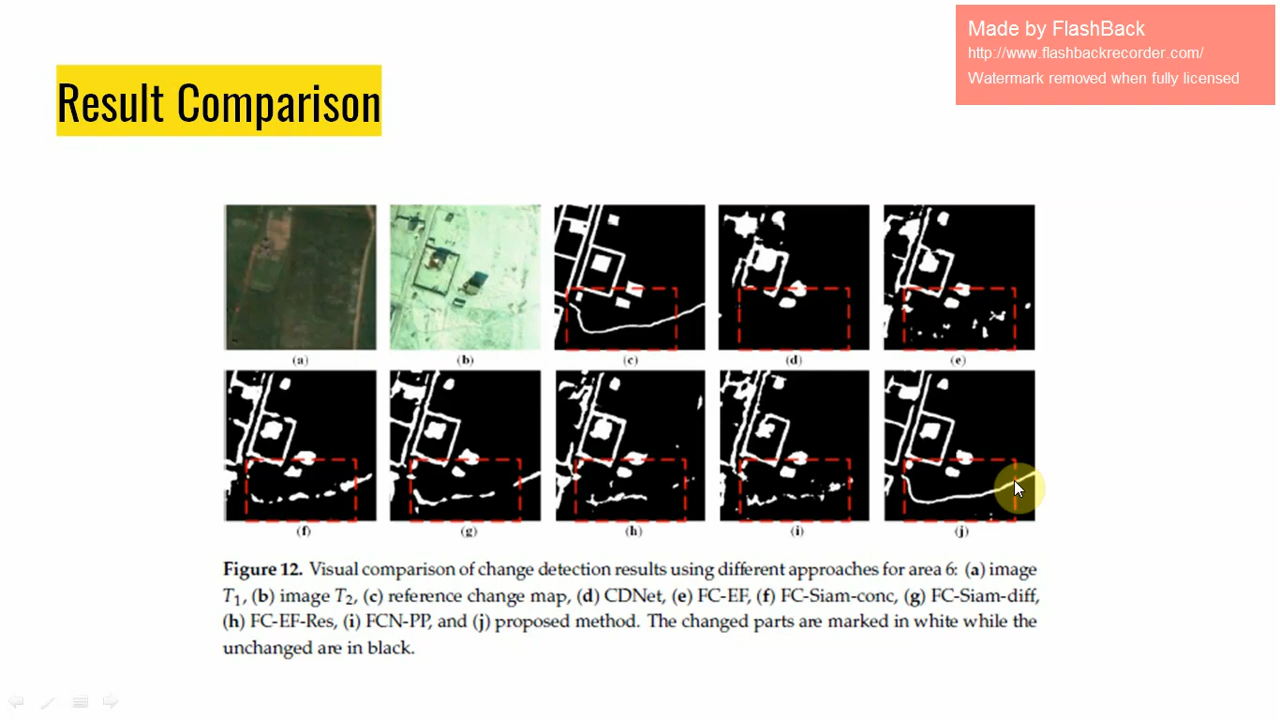 Made by FlashBack
http://www.flashbackrecorder.com/
Watermark removed when fully licensed
Result Comparison
(a) (b) (c) (d) (e)
(f) (g) (h) (i) (j)
Figure 12. Visual comparison of change detection results using different approaches for area 6: (a) image
T1, (b) image T2, (c) reference change map, (d) CDNet, (e) FC-EF, (f) FC-Siam-conc, (g) FC-Siam-diff,
(h) FC-EF-Res, (i) FCN-PP, and (j) proposed method. The changed parts are marked in white while the
unchanged are in black.